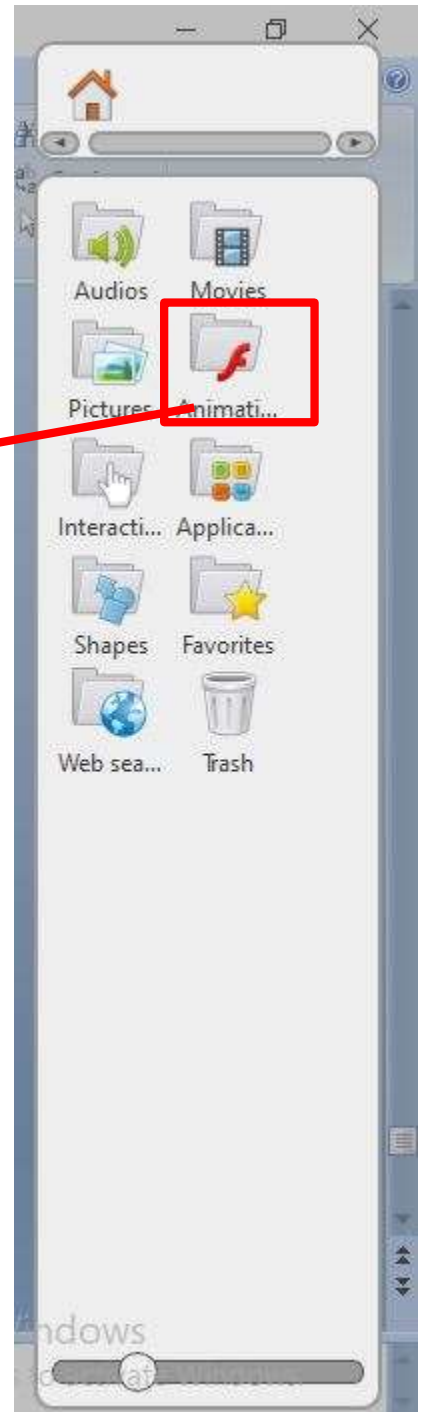 Audios Movies
Pictures Animati...
Interacti... Applica...
Shapes Favorites
Web sea... Trash
ndows